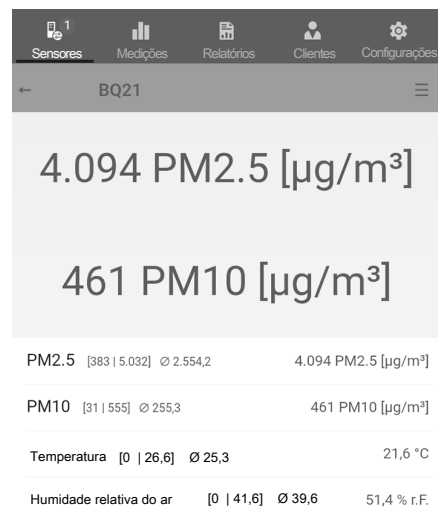 1
Sensores Medições Relatórios Clientes Configurações
← BQ21 ☰
4.094 PM2.5 [µg/m³]
461 PM10 [µg/m³]
PM2.5 [383 | 5.032] ∅ 2.554,2 4.094 PM2.5 [µg/m³]
PM10 [31 | 555] ∅ 255,3 461 PM10 [µg/m³]
Temperatura [0 | 26,6] Ø 25,3 21,6 °C
Humidade relativa do ar [0 | 41,6] Ø 39,6 51,4 % r.F.